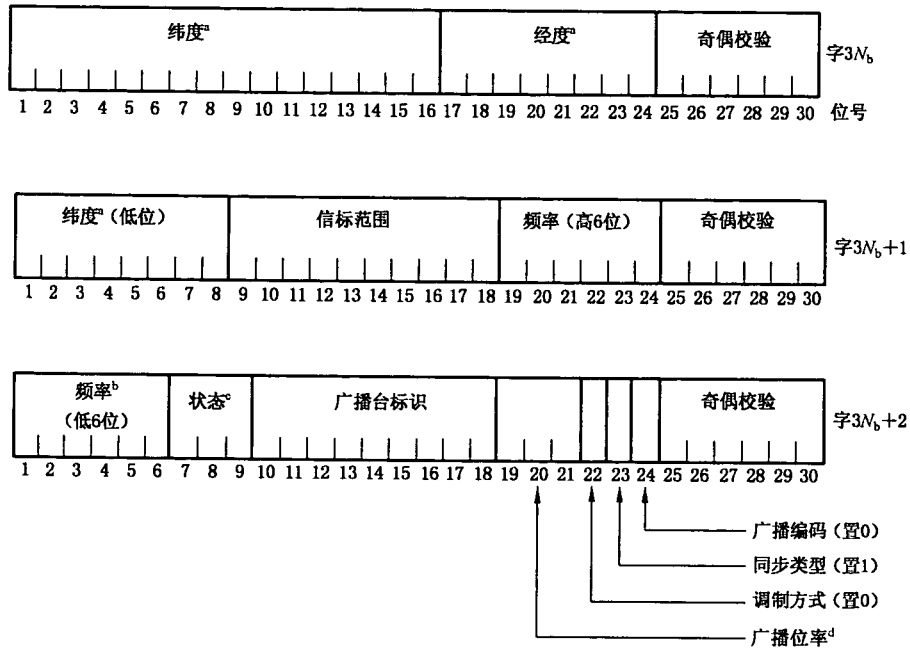 纬度ª 经度ª 奇偶校验 字3Nb
1 2 3 4 5 6 7 8 9 10 11 12 13 14 15 16 17 18 19 20 21 22 23 24 25 26 27 28 29 30 位号
纬度ª（低位） 信标范围 频率（高6位） 奇偶校验 字3Nb+1
1 2 3 4 5 6 7 8 9 10 11 12 13 14 15 16 17 18 19 20 21 22 23 24 25 26 27 28 29 30
频率b 状态c 广播台标识 奇偶校验 字3Nb+2
（低6位）
1 2 3 4 5 6 7 8 9 10 11 12 13 14 15 16 17 18 19 20 21 22 23 24 25 26 27 28 29 30
广播编码（置0）
同步类型（置1）
调制方式（置0）
广播位率d